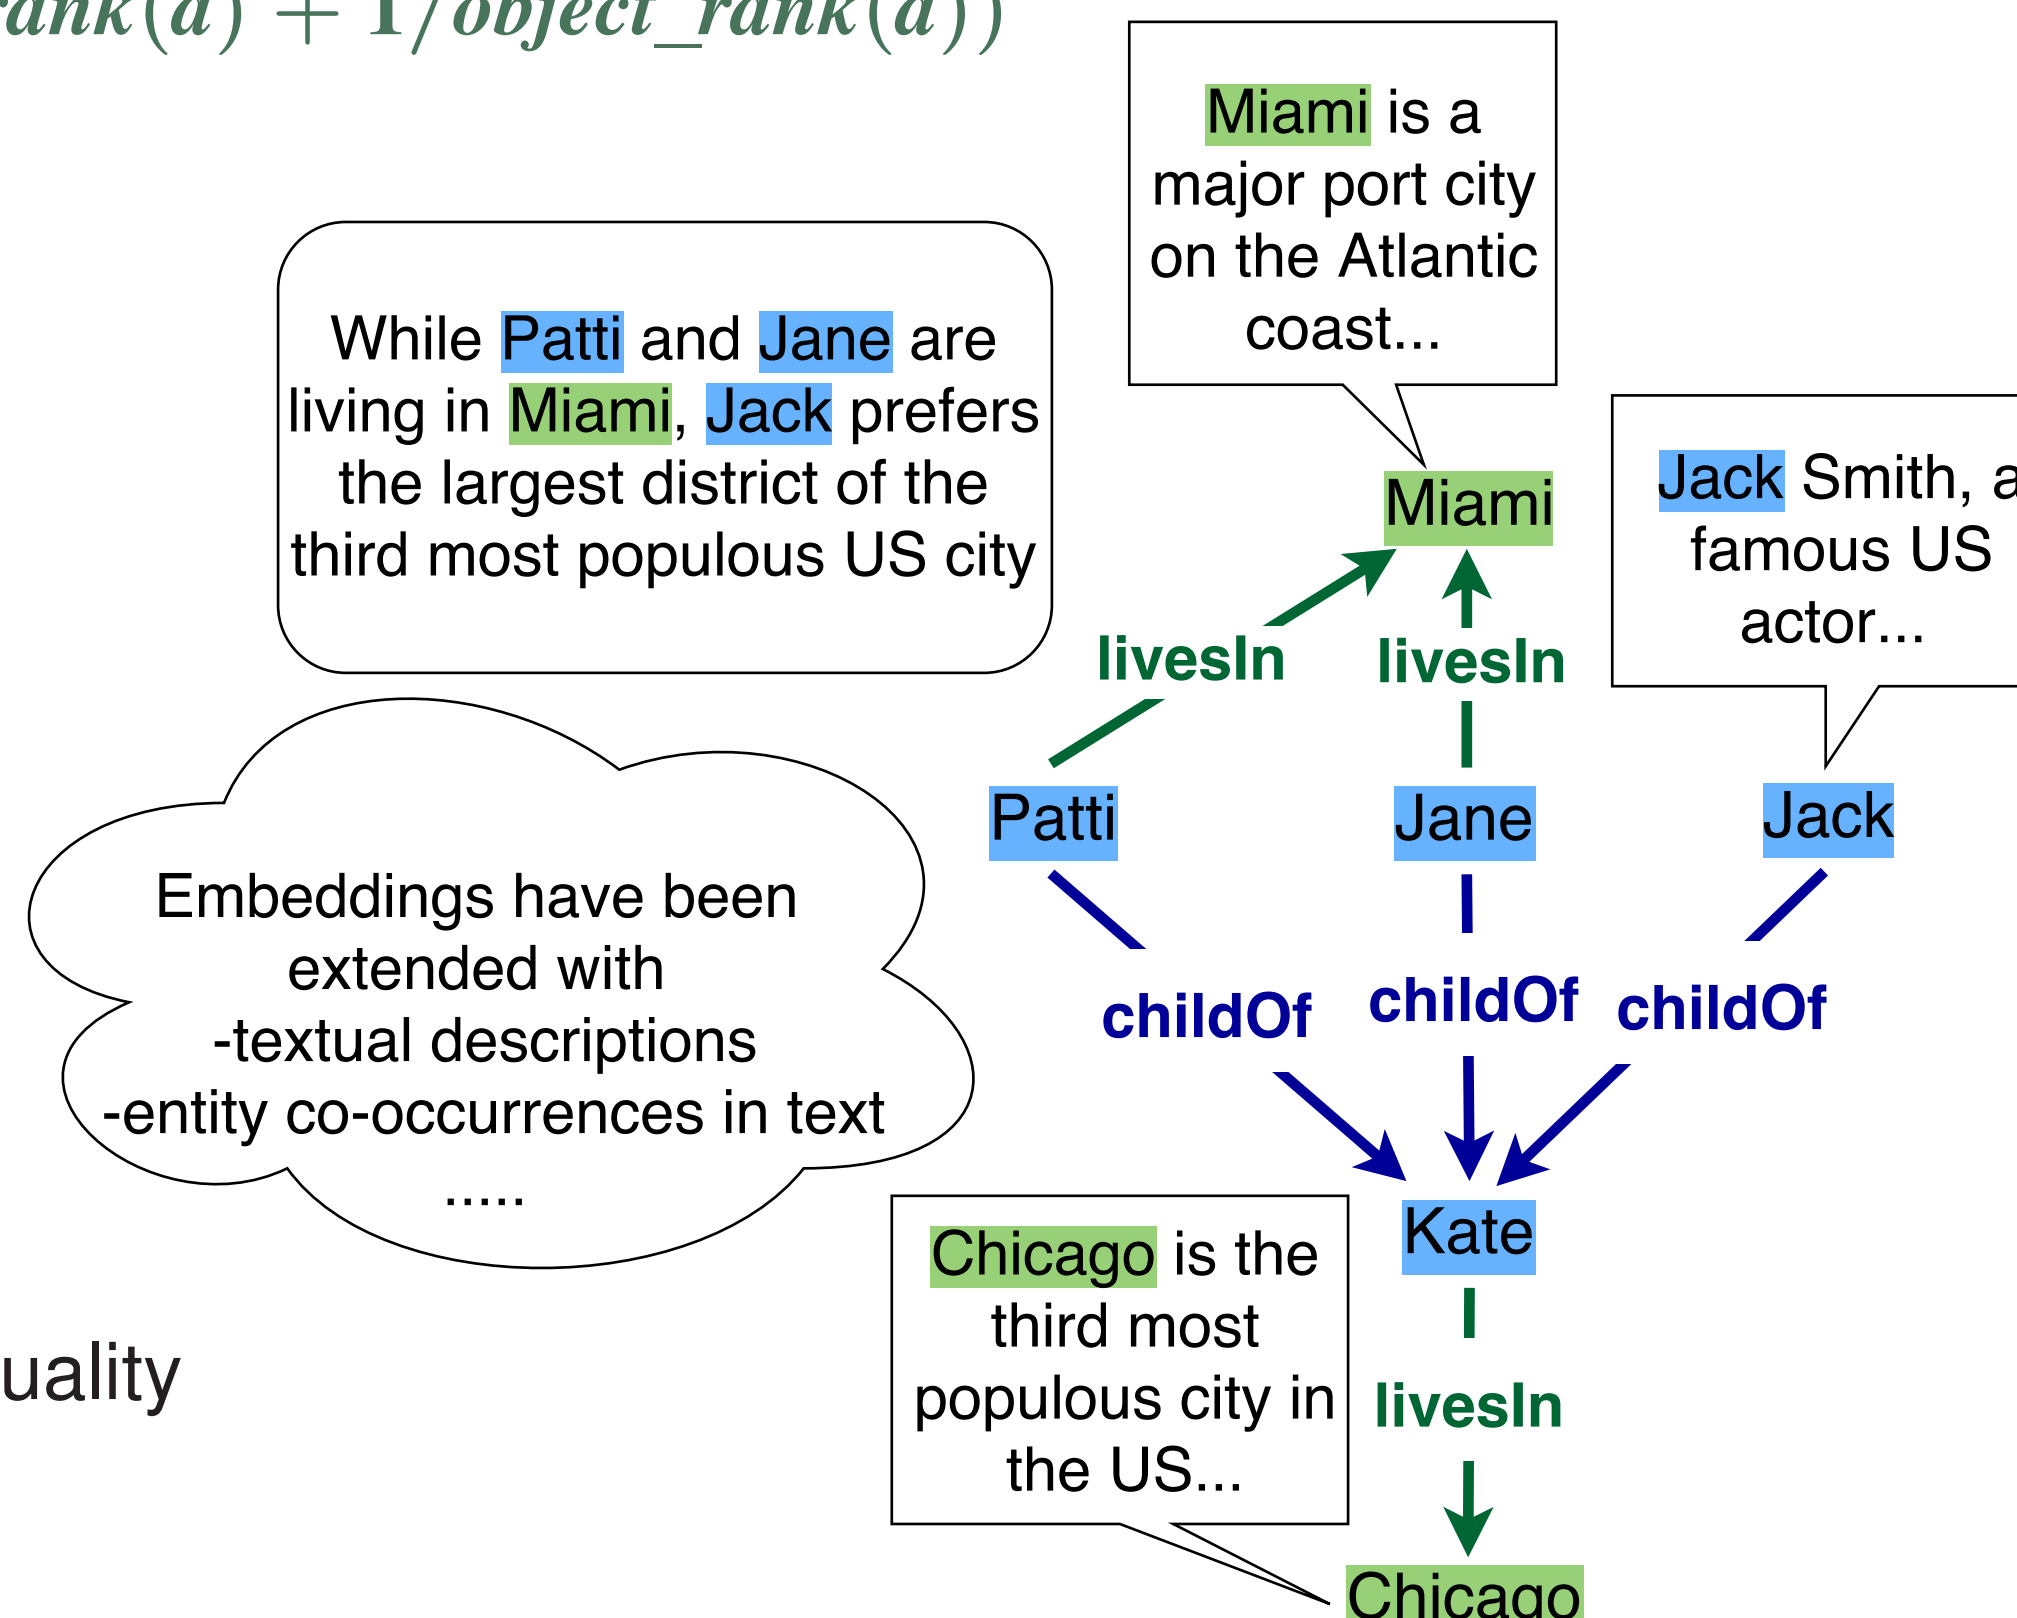 rank(d) + 1/object_rank(d))
Miami is a
major port city
on the Atlantic
coast...
While Patti and Jane are
living in Miami, Jack prefers
the largest district of the
third most populous US city
Jack Smith, a
famous US
actor...
Miami
livesIn
livesIn
Patti
Jane
Jack
Embeddings have been
extended with
-textual descriptions
-entity co-occurrences in text
.....
childOf
childOf
childOf
Kate
Chicago is the
third most
populous city in
the US...
livesIn
Chicago
uality